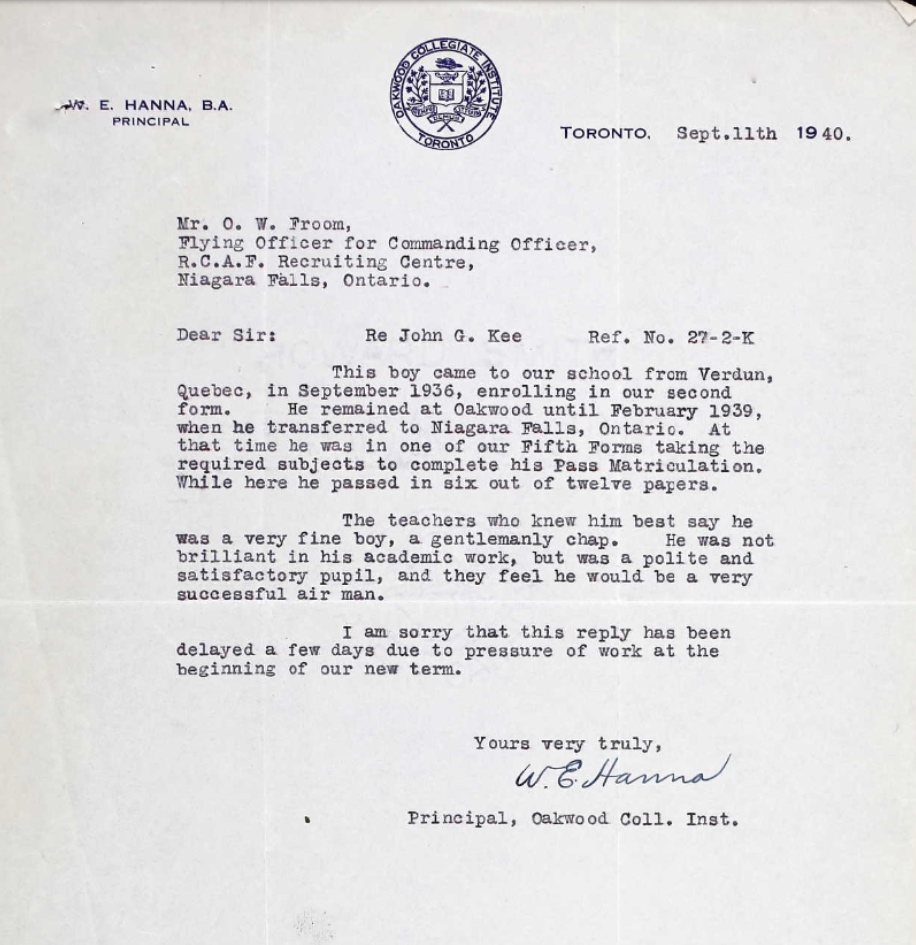 W. E. HANNA, B.A.
PRINCIPAL
OAKWOOD COLLEGIATE INSTITUTE
TORONTO
TORONTO. Sept.11th 1940.
Mr. O. W. Froom,
Flying Officer for Commanding Officer,
R.C.A.F. Recruiting Centre,
Niagara Falls, Ontario.
Dear Sir: Re John G. Kee Ref. No. 27-2-K
This boy came to our school from Verdun,
Quebec, in September 1936, enrolling in our second
form. He remained at Oakwood until February 1939,
when he transferred to Niagara Falls, Ontario. At
that time he was in one of our Fifth Forms taking the
required subjects to complete his Pass Matriculation.
While here he passed in six out of twelve papers.
The teachers who knew him best say he
was a very fine boy, a gentlemanly chap. He was not
brilliant in his academic work, but was a polite and
satisfactory pupil, and they feel he would be a very
successful air man.
I am sorry that this reply has been
delayed a few days due to pressure of work at the
beginning of our new term.
Yours very truly,
W.E. Hanna
Principal, Oakwood Coll. Inst.